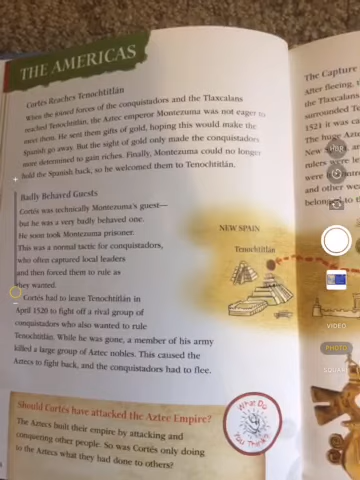 THE AMERICAS
Cortés Reaches Tenochtitlán
When the joined forces of the conquistadors and the Tlaxcalans
reached Tenochtitlán, the Aztec emperor Montezuma was not eager to
meet them. He sent them gifts of gold, hoping this would make the
Spanish go away. But the sight of gold only made the conquistadors
more determined to gain riches. Finally, Montezuma could no longer
hold the Spanish back, so he welcomed them to Tenochtitlán.
Badly Behaved Guests
Cortés was technically Montezuma's guest—
but he was a very badly behaved one.
He soon took Montezuma prisoner.
This was a normal tactic for conquistadors,
who often captured local leaders
and then forced them to rule as
they wanted.
Cortés had to leave Tenochtitlán in
April 1520 to fight off a rival group of
conquistadors who also wanted to rule
Tenochtitlán. While he was gone, a member of his army
killed a large group of Aztec nobles. This caused the
Aztecs to fight back, and the conquistadors had to flee.
NEW SPAIN
Tenochtitlán
Should Cortés have attacked the Aztec Empire?
The Aztecs built their empire by attacking and
conquering other people. So was Cortés only doing
to the Aztecs what they had done to others?
What Do
You Think?
The Capture
After fleeing,
the Tlaxcalans
surrounded T
1521 it was ca
The huge Az
New S
rulers were l
were
and other we
belonged to t
HDR
VIDEO
PHOTO
SQUARE